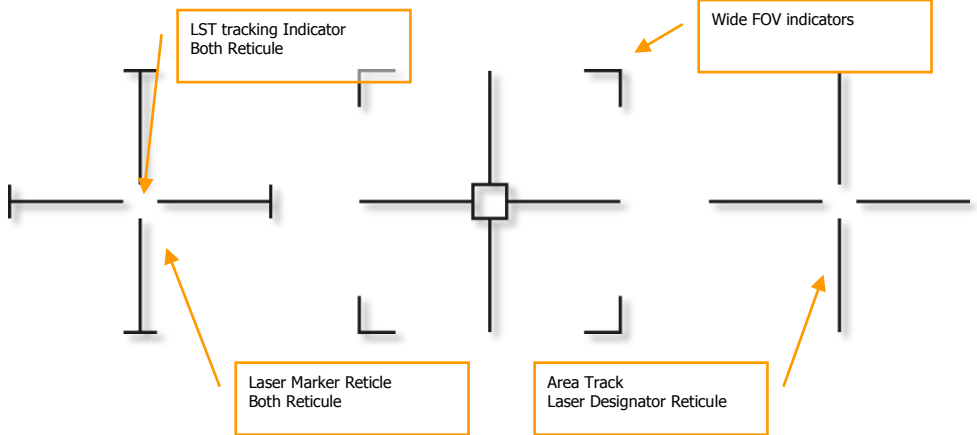 LST tracking Indicator
Both Reticule
Wide FOV indicators
Laser Marker Reticle
Both Reticule
Area Track
Laser Designator Reticule